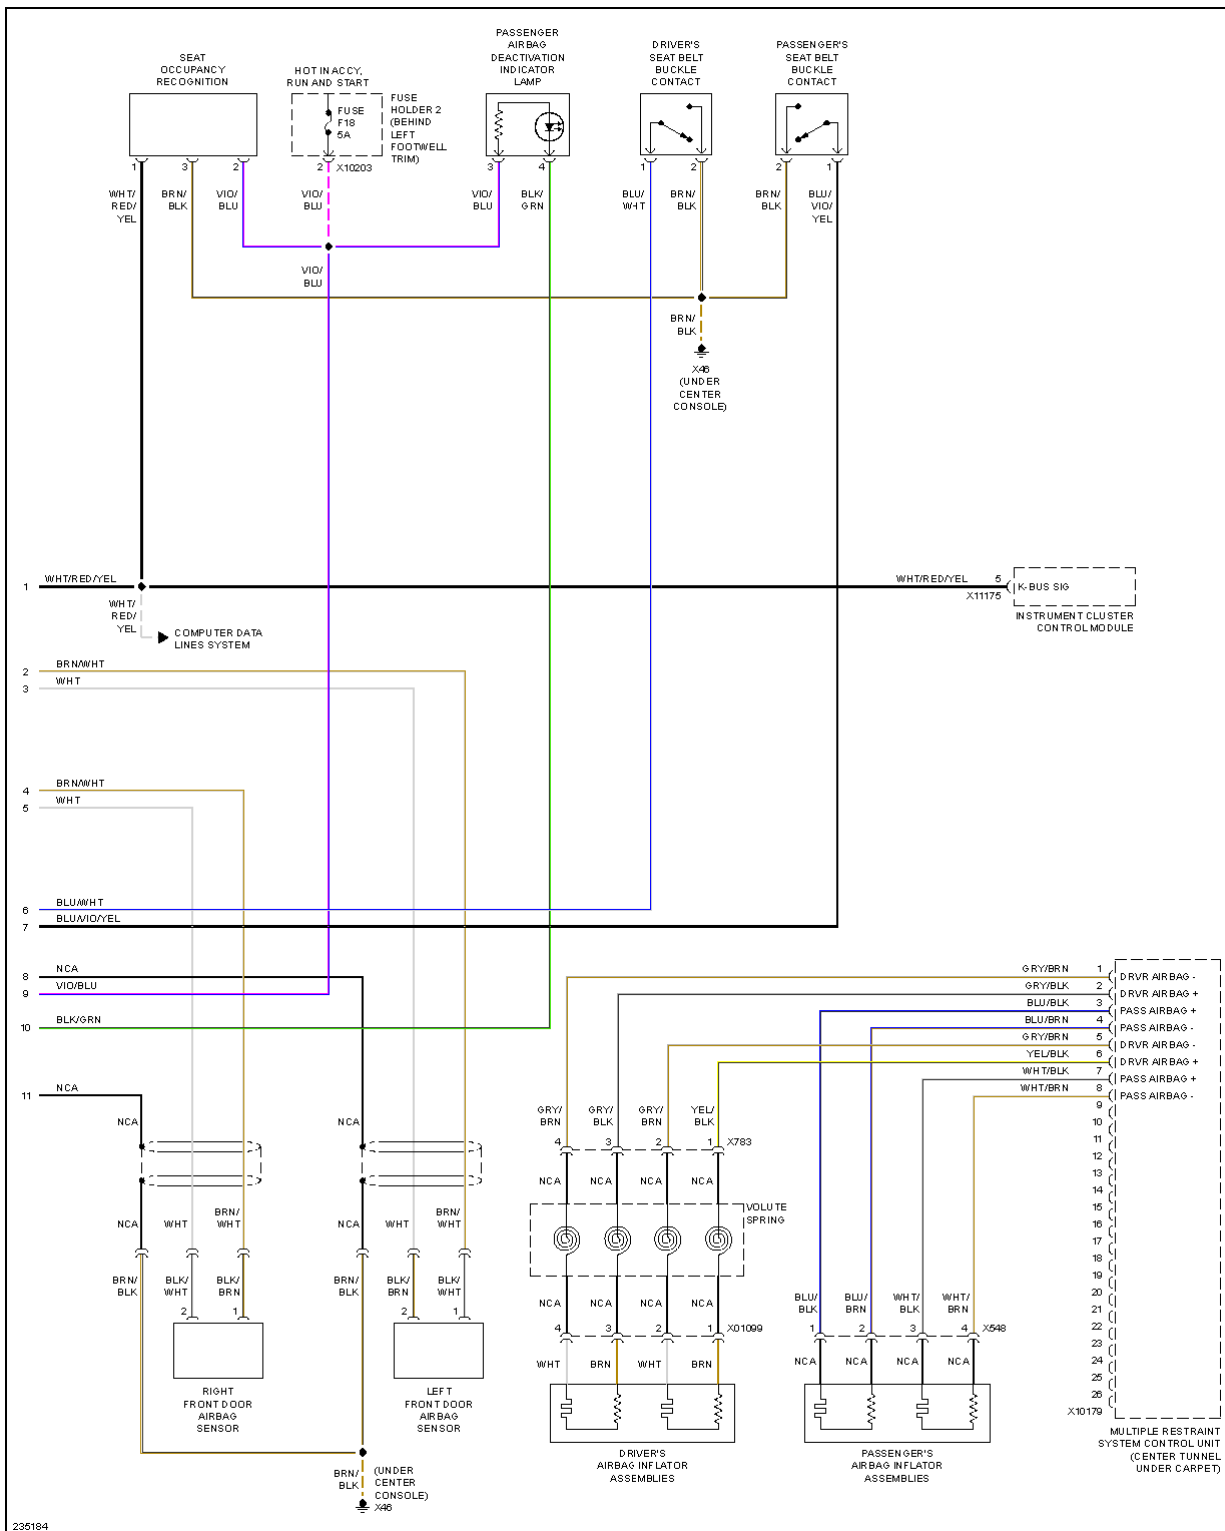 SEAT
OCCUPANCY
RECOGNITION
HOT IN ACCY,
RUN AND START
FUSE
F18
5A
FUSE
HOLDER 2
(BEHIND
LEFT
FOOTWELL
TRIM)
PASSENGER
AIRBAG
DEACTIVATION
INDICATOR
LAMP
DRIVER'S
SEAT BELT
BUCKLE
CONTACT
PASSENGER'S
SEAT BELT
BUCKLE
CONTACT
1 3 2 2 X10203 3 4 1 2 2 1
WHT/
RED/
YEL
BRN/
BLK
VIO/
BLU
VIO/
BLU
VIO/
BLU
BLK/
GRN
BLU/
WHT
BRN/
BLK
BRN/
BLK
BLU/
VIO/
YEL
VIO/
BLU
BRN/
BLK
X46
(UNDER
CENTER
CONSOLE)
1 WHT/RED/YEL
WHT/RED/YEL 5
X11175
K-BUS SIG
INSTRUMENT CLUSTER
CONTROL MODULE
WHT/
RED/
YEL
COMPUTER DATA
LINES SYSTEM
2 BRN/WHT
3 WHT
4 BRN/WHT
5 WHT
6 BLU/WHT
7 BLU/VIO/YEL
8 NCA
9 VIO/BLU
10 BLK/GRN
11 NCA
GRY/BRN 1 DRVR AIRBAG -
GRY/BLK 2 DRVR AIRBAG +
BLU/BLK 3 PASS AIRBAG +
BLU/BRN 4 PASS AIRBAG -
GRY/BRN 5 DRVR AIRBAG -
YEL/BLK 6 DRVR AIRBAG +
WHT/BLK 7 PASS AIRBAG +
WHT/BRN 8 PASS AIRBAG -
9
10
11
12
13
14
15
16
17
18
19
20
21
22
23
24
25
26
X10179
MULTIPLE RESTRAINT
SYSTEM CONTROL UNIT
(CENTER TUNNEL
UNDER CARPET)
NCA
NCA
GRY/
BRN
GRY/
BLK
GRY/
BRN
YEL/
BLK
4 3 2 1 X783
NCA NCA NCA NCA
VOLUTE
SPRING
NCA NCA NCA NCA
4 3 2 1 X01099
WHT BRN WHT BRN
DRIVER'S
AIRBAG INFLATOR
ASSEMBLIES
BLU/
BLK
BLU/
BRN
WHT/
BLK
WHT/
BRN
1 2 3 4 X548
NCA NCA NCA NCA
PASSENGER'S
AIRBAG INFLATOR
ASSEMBLIES
NCA
WHT
BRN/
WHT
NCA
WHT
BRN/
WHT
BRN/
BLK
BLK/
WHT
BLK/
BRN
BRN/
BLK
BLK/
BRN
BLK/
WHT
2 1 2 1
RIGHT
FRONT DOOR
AIRBAG
SENSOR
LEFT
FRONT DOOR
AIRBAG
SENSOR
BRN/
BLK
(UNDER
CENTER
CONSOLE)
X46
235184